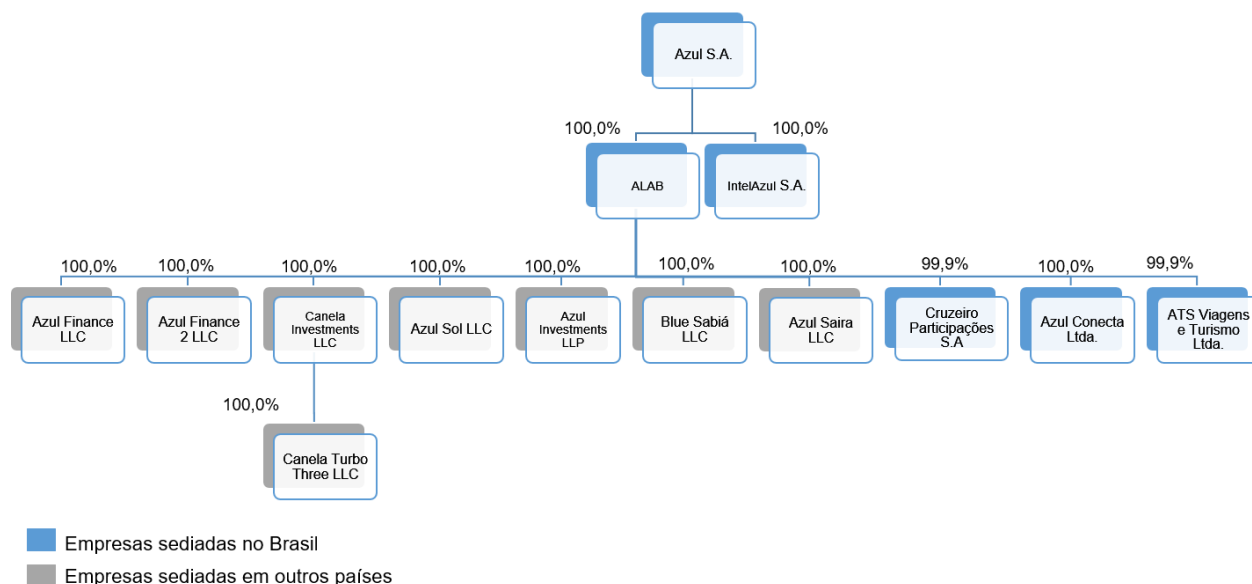 Azul S.A.
100,0%
100,0%
ALAB
IntelAzul S.A.
100,0%
100,0%
100,0%
100,0%
100,0%
100,0%
100,0%
99,9%
100,0%
99,9%
Azul Finance
LLC
Azul Finance
2 LLC
Canela
Investments
LLC
Azul Sol LLC
Azul
Investments
LLP
Blue Sabiá
LLC
Azul Saira
LLC
Cruzeiro
Participações
S.A
Azul Conecta
Ltda.
ATS Viagens
e Turismo
Ltda.
100,0%
Canela Turbo
Three LLC
Empresas sediadas no Brasil
Empresas sediadas em outros países